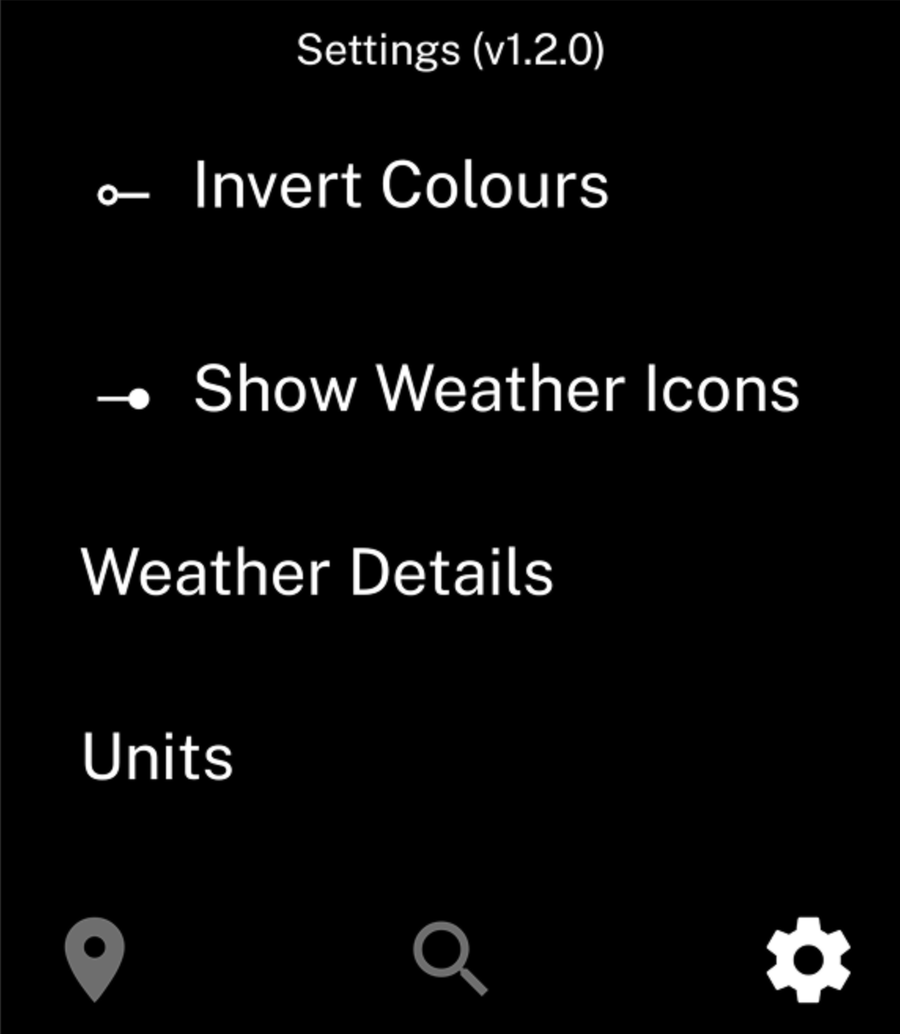 Settings (v1.2.0)
Invert Colours
Show Weather Icons
Weather Details
Units